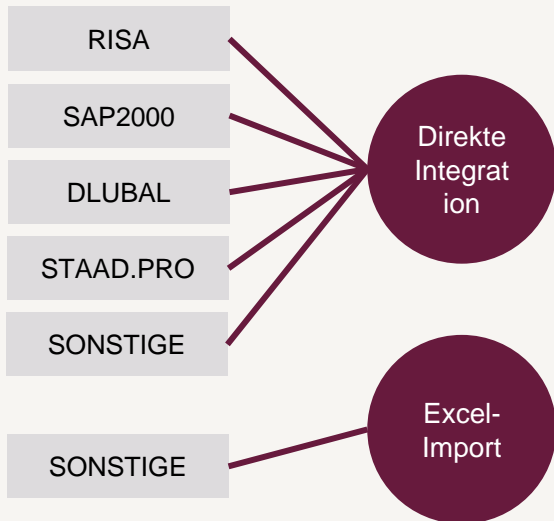 RISA
SAP2000
DLUBAL
STAAD.PRO
SONSTIGE
Direkte
Integrat
ion
SONSTIGE
Excel-
Import